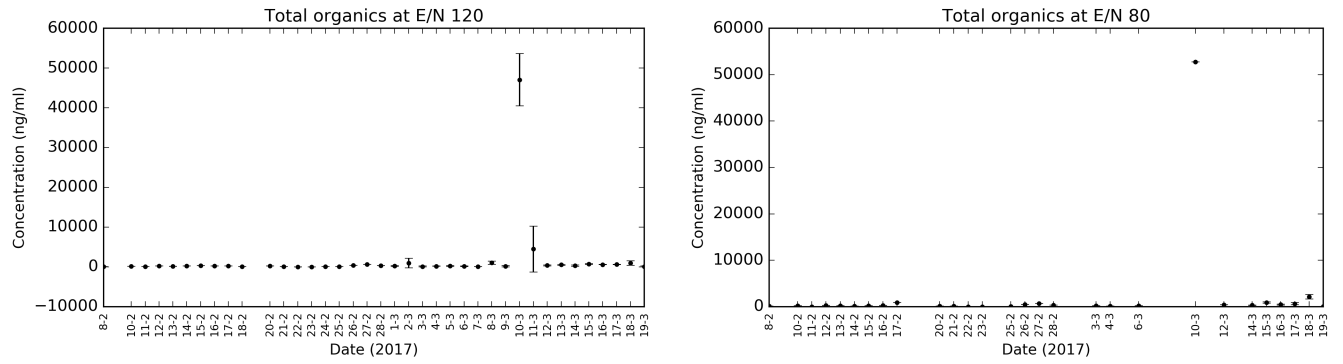 Total organics at E/N 120
60000
50000
40000
30000
20000
10000
0
−10000
Concentration (ng/ml)
8-2 10-2 11-2 12-2 13-2 14-2 15-2 16-2 17-2 18-2 20-2 21-2 22-2 23-2 24-2 25-2 26-2 27-2 28-2 1-3 2-3 3-3 4-3 5-3 6-3 7-3 8-3 9-3 10-3 11-3 12-3 13-3 14-3 15-3 16-3 17-3 18-3 19-3
Date (2017)
Total organics at E/N 80
60000
50000
40000
30000
20000
10000
0
Concentration (ng/ml)
8-2 10-2 11-2 12-2 13-2 14-2 15-2 16-2 17-2 20-2 21-2 22-2 23-2 25-2 26-2 27-2 28-2 3-3 4-3 6-3 10-3 12-3 14-3 15-3 16-3 17-3 18-3 19-3
Date (2017)